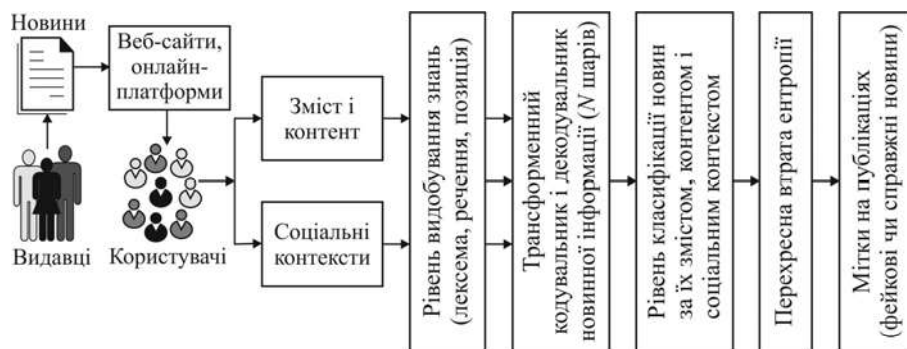 Новини
Веб-сайти,
онлайн-
платформи
Видавці
Користувачі
Зміст і
контент
Соціальні
контексти
Рівень видобування знань
(лексема, речення, позиція)
Трансформенний
кодувальник і декодувальник
новинної інформації (N шарів)
Рівень класифікації новин
за їх змістом, контентом і
соціальним контекстом
Перехресна втрата ентропії
Мітки на публікаціях
(фейкові чи справжні новини)